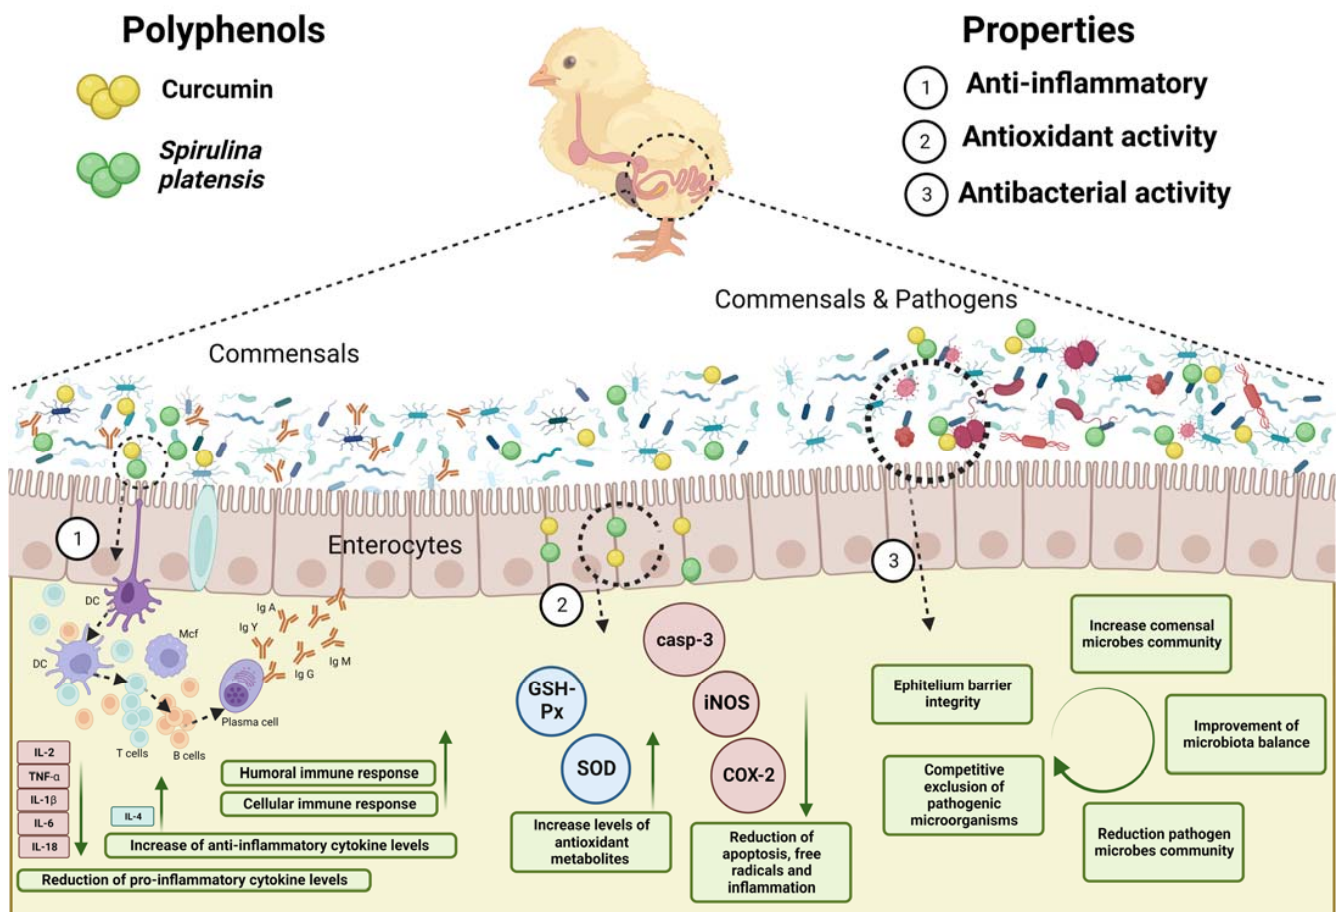 Polyphenols
Curcumin
Spirulina
platensis
Properties
1 Anti-inflammatory
2 Antioxidant activity
3 Antibacterial activity
Commensals
Commensals & Pathogens
Enterocytes
1
2
3
DC
DC
Mcf
T cells
B cells
Plasma cell
Ig A
Ig Y
Ig G
Ig M
IL-2
TNF-α
IL-1β
IL-6
IL-18
IL-4
Humoral immune response
Cellular immune response
Increase of anti-inflammatory cytokine levels
Reduction of pro-inflammatory cytokine levels
GSH-
Px
SOD
Increase levels of
antioxidant
metabolites
casp-3
iNOS
COX-2
Reduction of
apoptosis, free
radicals and
inflammation
Ephitelium barrier
integrity
Competitive
exclusion of
pathogenic
microorganisms
Increase comensal
microbes community
Improvement of
microbiota balance
Reduction pathogen
microbes community